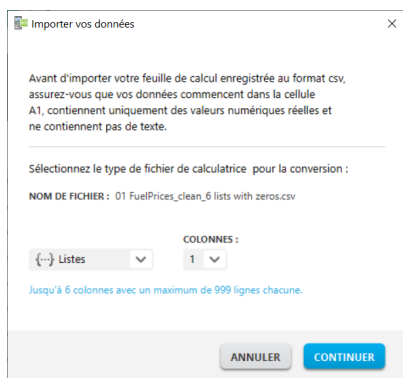 Importer vos données
Avant d'importer votre feuille de calcul enregistrée au format csv,
assurez-vous que vos données commencent dans la cellule
A1, contiennent uniquement des valeurs numériques réelles et
ne contiennent pas de texte.
Sélectionnez le type de fichier de calculatrice pour la conversion :
NOM DE FICHIER : 01 FuelPrices_clean_6 lists with zeros.csv
COLONNES :
{···} Listes
1
Jusqu'à 6 colonnes avec un maximum de 999 lignes chacune.
ANNULER
CONTINUER